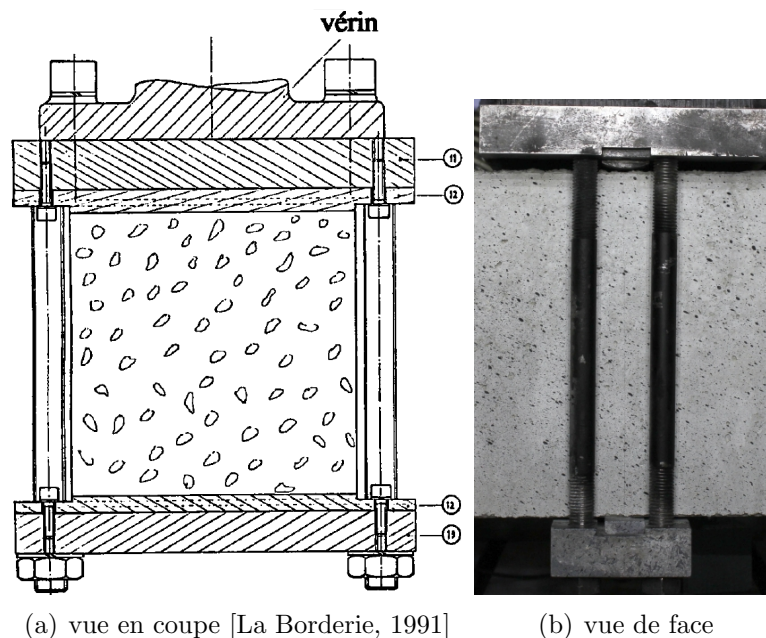 vérin
11
12
12
13
(a) vue en coupe [La Borderie, 1991]
(b) vue de face